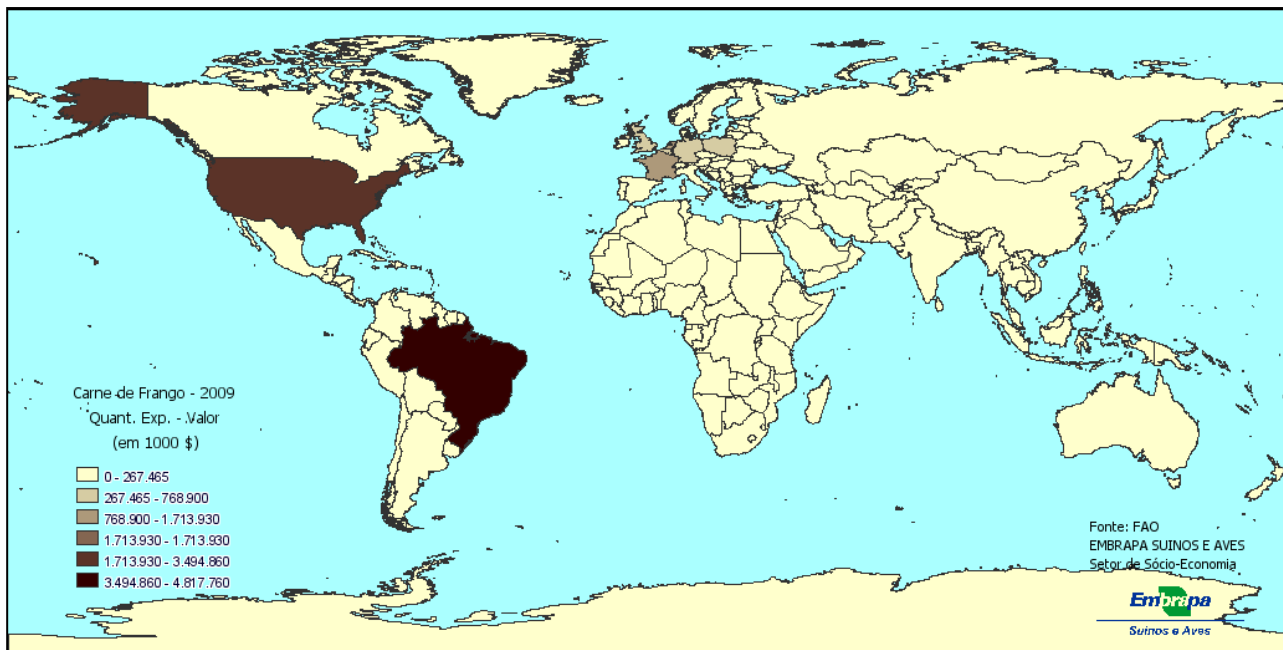 Carne de Frango - 2009
Quant. Exp. - Valor
(em 1000 $)
0 - 267.465
267.465 - 768.900
768.900 - 1.713.930
1.713.930 - 1.713.930
1.713.930 - 3.494.860
3.494.860 - 4.817.760
Fonte: FAO
EMBRAPA SUINOS E AVES
Setor de Sócio-Economia
Embrapa
Suínos e Aves